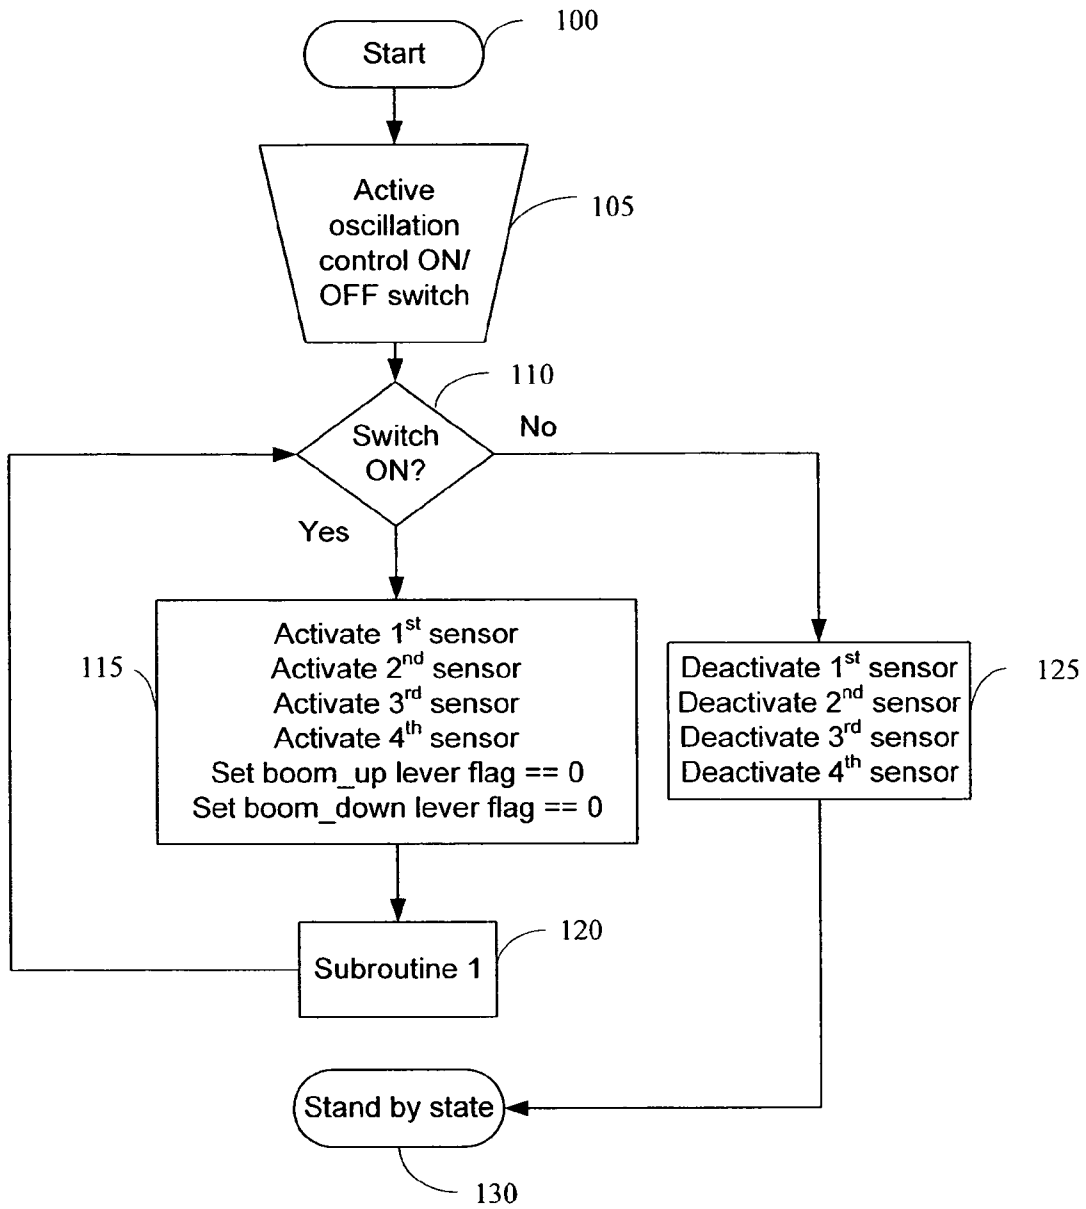 100
Start
Active
oscillation
control ON/
OFF switch
105
110
Switch
ON?
No
Yes
115
Activate 1st sensor
Activate 2nd sensor
Activate 3rd sensor
Activate 4th sensor
Set boom_up lever flag == 0
Set boom_down lever flag == 0
Deactivate 1st sensor
Deactivate 2nd sensor
Deactivate 3rd sensor
Deactivate 4th sensor
125
120
Subroutine 1
Stand by state
130